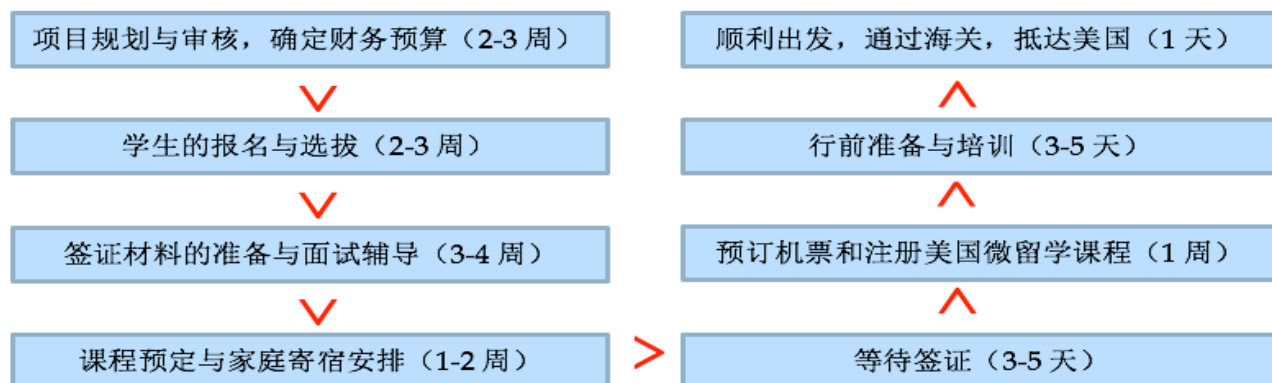 项目规划与审核，确定财务预算（2-3 周）
学生的报名与选拔（2-3 周）
签证材料的准备与面试辅导（3-4 周）
课程预定与家庭寄宿安排（1-2 周）
等待签证（3-5 天）
预订机票和注册美国微留学课程（1 周）
行前准备与培训（3-5 天）
顺利出发，通过海关，抵达美国（1 天）